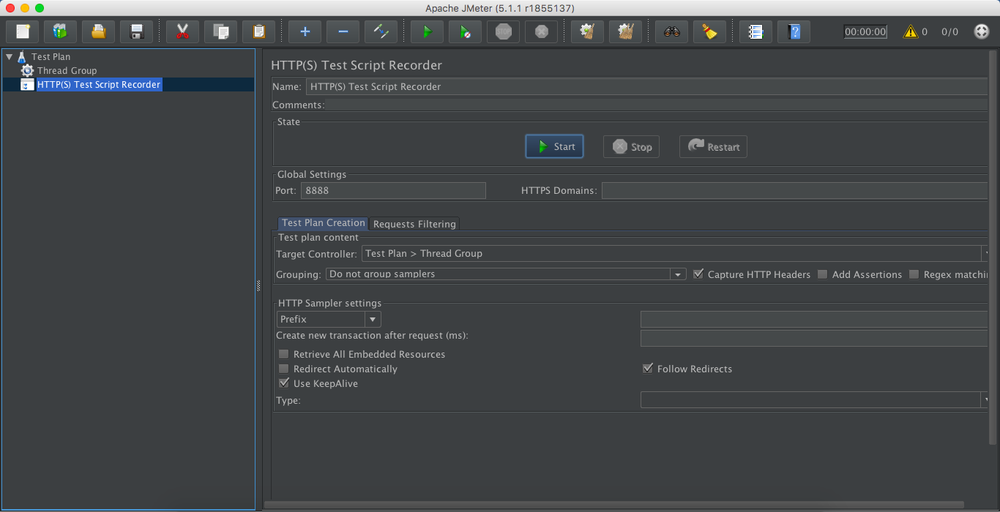 Apache JMeter (5.1.1 r1855137)
STOP 00:00:00 0 0/0
Test Plan
Thread Group
HTTP(S) Test Script Recorder
HTTP(S) Test Script Recorder
Name: HTTP(S) Test Script Recorder
Comments:
State
Start Stop Restart
Global Settings
Port: 8888 HTTPS Domains:
Test Plan Creation Requests Filtering
Test plan content
Target Controller: Test Plan > Thread Group
Grouping: Do not group samplers Capture HTTP Headers Add Assertions Regex matchi
HTTP Sampler settings
Prefix
Create new transaction after request (ms):
Retrieve All Embedded Resources
Redirect Automatically Follow Redirects
Use KeepAlive
Type: